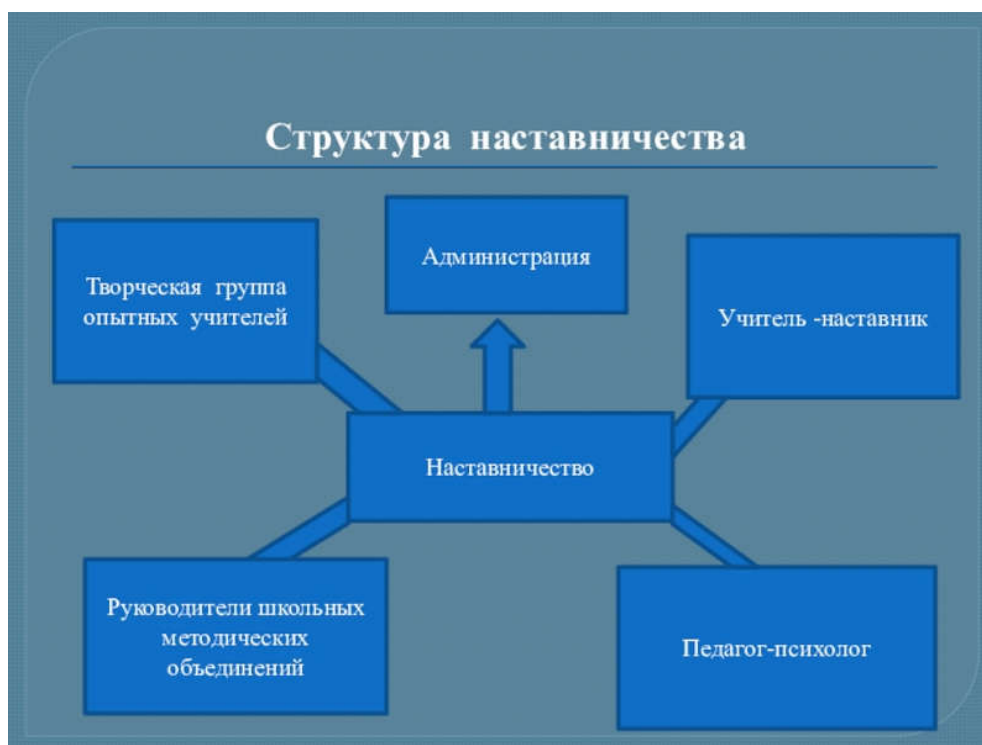 Структура наставничества
Администрация
Творческая группа
опытных учителей
Учитель -наставник
Наставничество
Руководители школьных
методических
объединений
Педагог-психолог